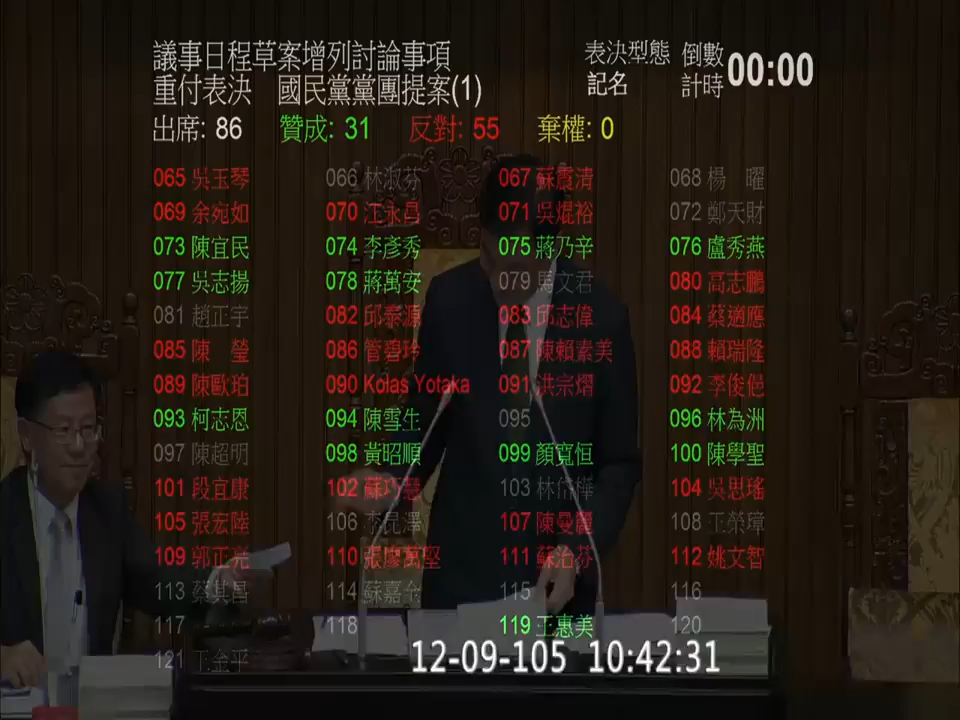 議事日程草案增列討論事項
重付表決 國民黨黨團提案(1)
表決型態 記名
倒數計時 00:00
出席: 86 贊成: 31 反對: 55 棄權: 0
065 吳玉琴 066 林淑芬 067 蘇震清 068 楊 曜
069 余宛如 070 江永昌 071 吳焜裕 072 鄭天財
073 陳宜民 074 李彥秀 075 蔣乃辛 076 盧秀燕
077 吳志揚 078 蔣萬安 079 馬文君 080 高志鵬
081 趙正宇 082 邱泰源 083 邱志偉 084 蔡適應
085 陳 瑩 086 管碧玲 087 陳賴素美 088 賴瑞隆
089 陳歐珀 090 Kolas Yotaka 091 洪宗熠 092 李俊俋
093 柯志恩 094 陳雪生 095 096 林為洲
097 陳超明 098 黃昭順 099 顏寬恒 100 陳學聖
101 段宜康 102 蘇巧慧 103 林岱樺 104 吳思瑤
105 張宏陸 106 李昆澤 107 陳曼麗 108 王榮璋
109 郭正亮 110 張廖萬堅 111 蘇治芬 112 姚文智
113 蔡其昌 114 蘇嘉全 115 116
117 118 119 王惠美 120
121 王金平
12-09-105 10:42:31